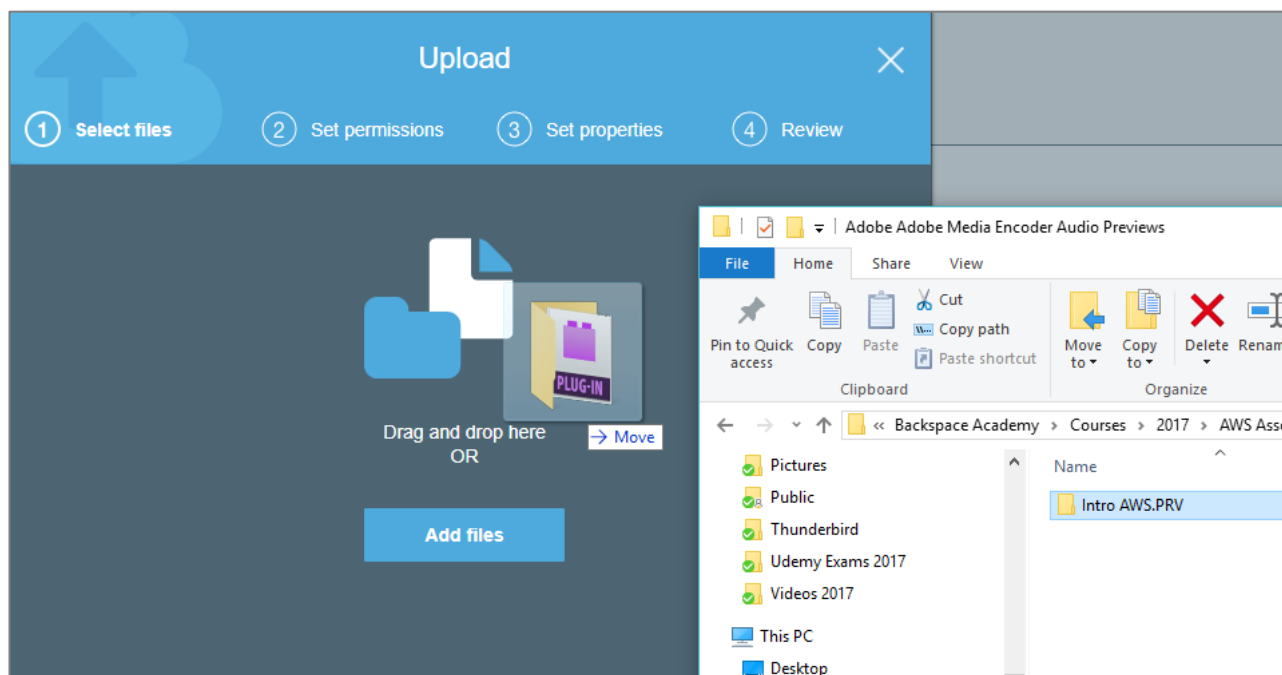 Upload
1 Select files 2 Set permissions 3 Set properties 4 Review
Drag and drop here
OR
Add files
PLUG-IN
→ Move
Adobe Adobe Media Encoder Audio Previews
File Home Share View
Pin to Quick access
Copy
Paste
Cut
Copy path
Paste shortcut
Clipboard
Move to
Copy to
Delete
Renam
Organize
« Backspace Academy > Courses > 2017 > AWS Ass
Name
Intro AWS.PRV
Pictures
Public
Thunderbird
Udemy Exams 2017
Videos 2017
This PC
Desktop